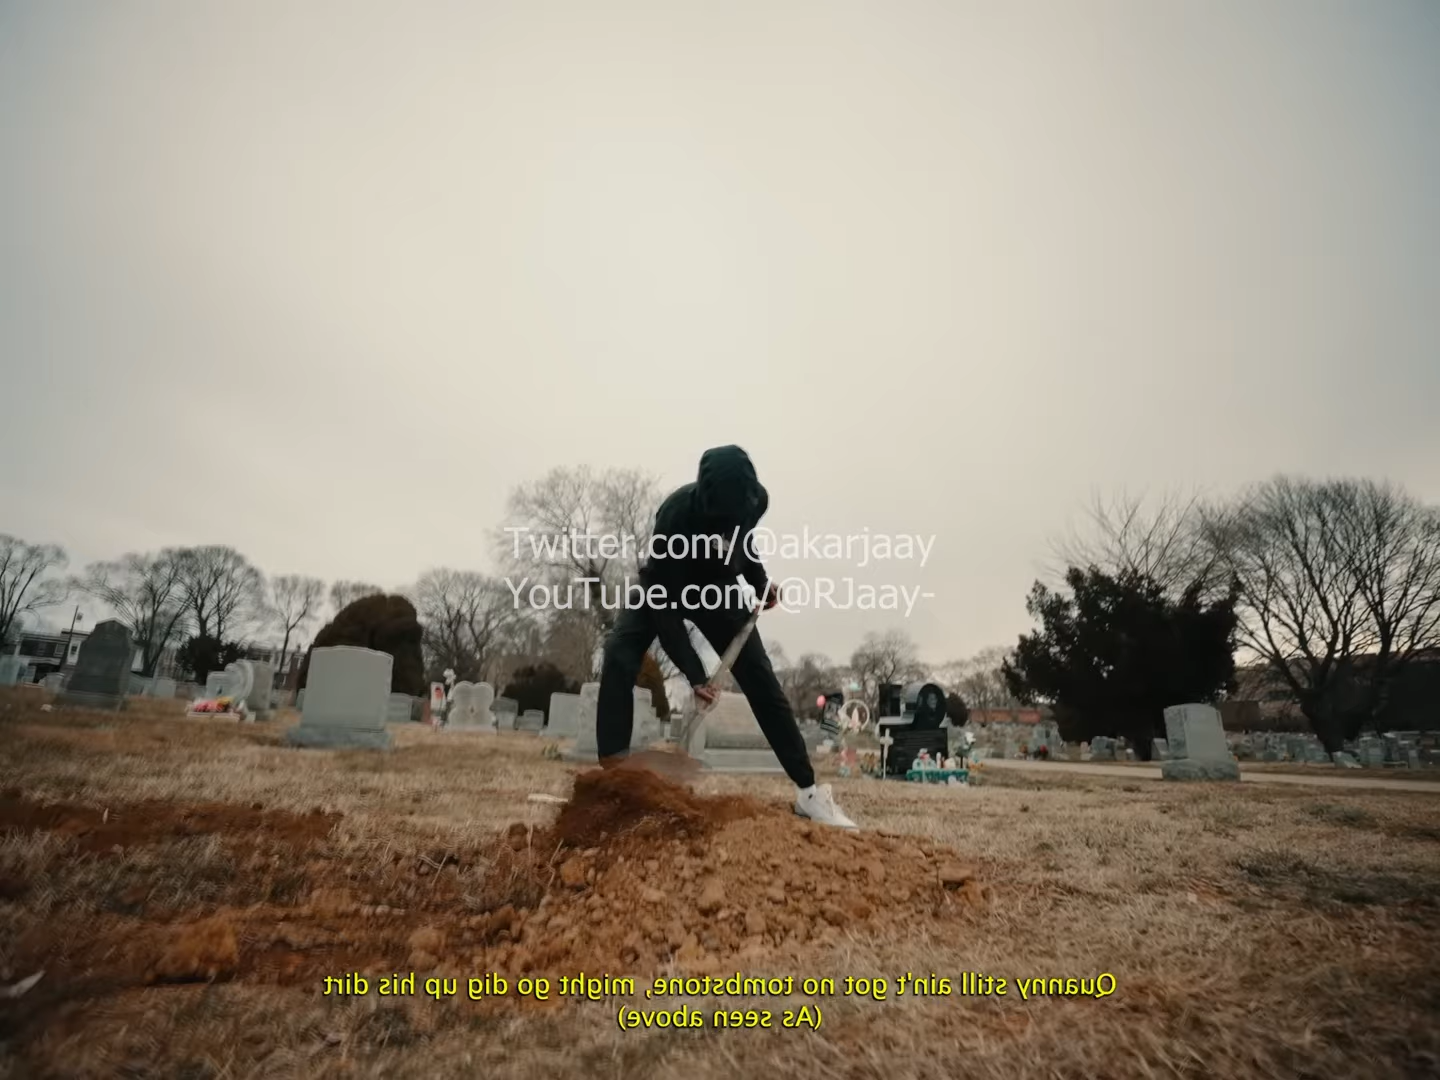 Twitter.com/@akarjaay
YouTube.com/@RJaay-
Quanny still ain't got no tombstone, might go dig up his dirt
(As seen above)